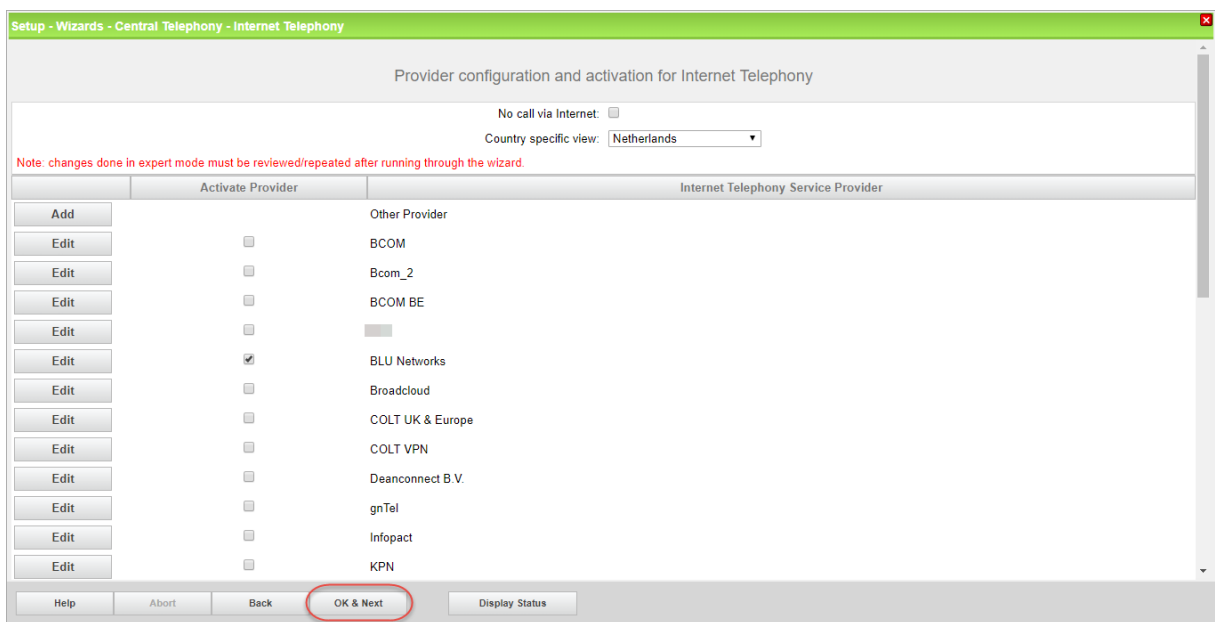 Setup - Wizards - Central Telephony - Internet Telephony
Provider configuration and activation for Internet Telephony
No call via Internet:
Country specific view: Netherlands
Note: changes done in expert mode must be reviewed/repeated after running through the wizard.
Activate Provider Internet Telephony Service Provider
Add Other Provider
Edit BCOM
Edit Bcom_2
Edit BCOM BE
Edit
Edit BLU Networks
Edit Broadcloud
Edit COLT UK & Europe
Edit COLT VPN
Edit Deanconnect B.V.
Edit gnTel
Edit Infopact
Edit KPN
Help Abort Back OK & Next Display Status